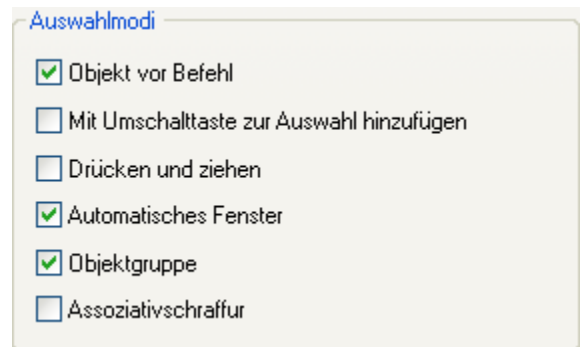 Auswahlmodi
Objekt vor Befehl
Mit Umschalttaste zur Auswahl hinzufügen
Drücken und ziehen
Automatisches Fenster
Objektgruppe
Assoziativschraffur